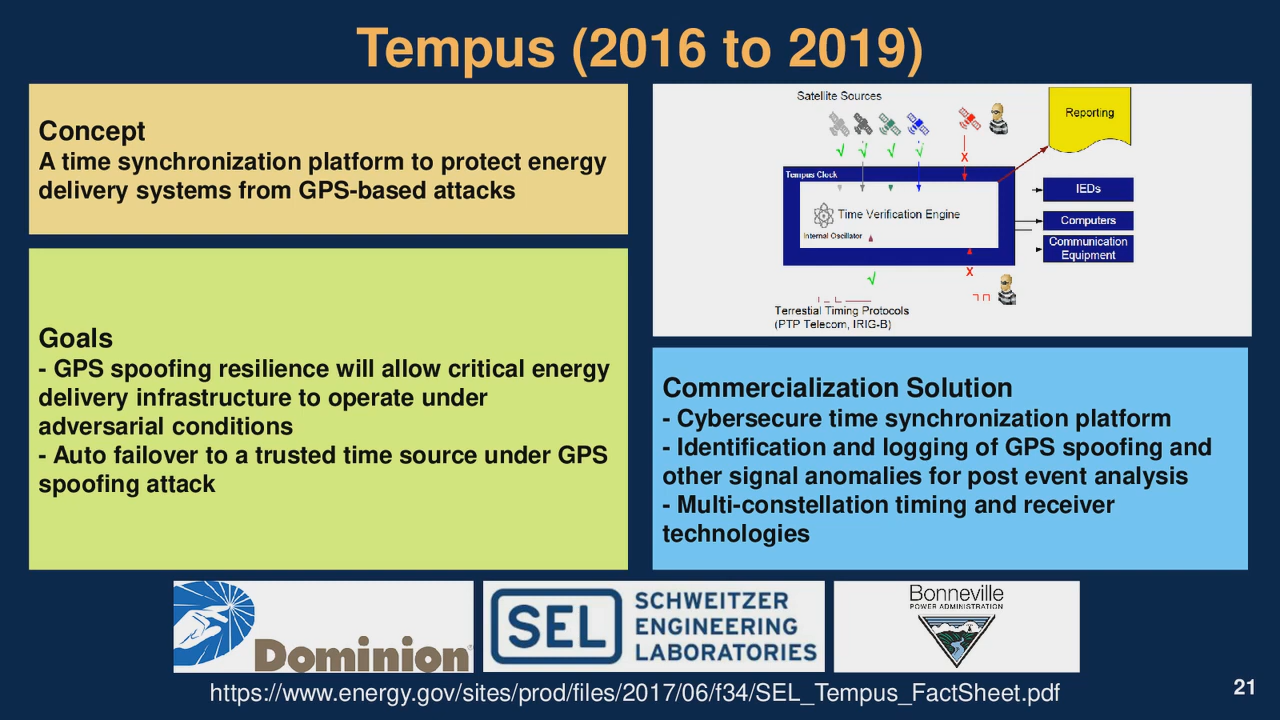 Tempus (2016 to 2019)
Concept
A time synchronization platform to protect energy
delivery systems from GPS-based attacks
Goals
- GPS spoofing resilience will allow critical energy
delivery infrastructure to operate under
adversarial conditions
- Auto failover to a trusted time source under GPS
spoofing attack
Satellite Sources
Reporting
√ √ √ √
X
Tempus Clock
Time Verification Engine
Internal Oscillator
IEDs
Computers
Communication
Equipment
√
X
Terrestial Timing Protocols
(PTP Telecom, IRIG-B)
Commercialization Solution
- Cybersecure time synchronization platform
- Identification and logging of GPS spoofing and
other signal anomalies for post event analysis
- Multi-constellation timing and receiver
technologies
Dominion
SEL
SCHWEITZER
ENGINEERING
LABORATORIES
Bonneville
POWER ADMINISTRATION
https://www.energy.gov/sites/prod/files/2017/06/f34/SEL_Tempus_FactSheet.pdf
21